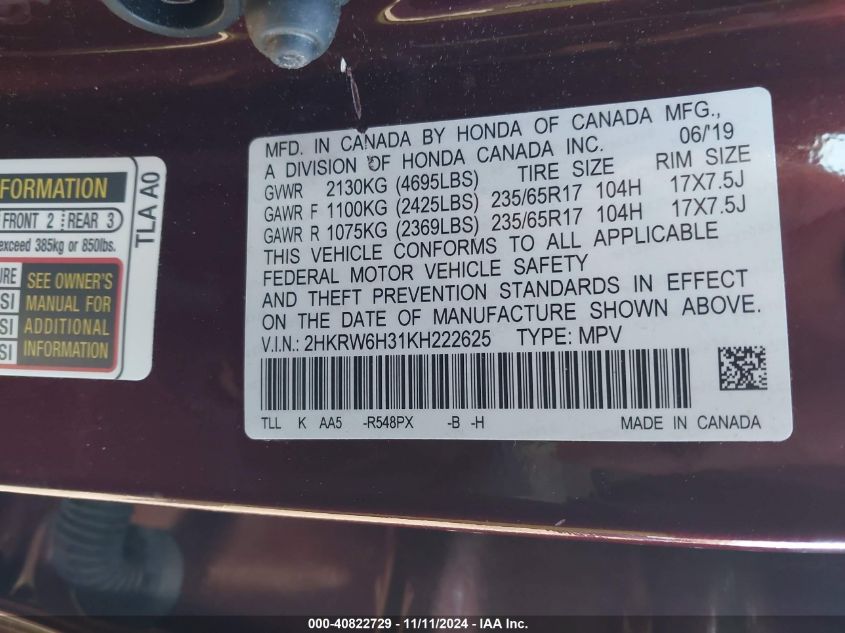 FORMATION
FRONT 2 REAR 3
exceed 385kg or 850lbs.
TLA A0
SEE OWNER'S
MANUAL FOR
ADDITIONAL
INFORMATION
MFD. IN CANADA BY HONDA OF CANADA MFG.,
A DIVISION OF HONDA CANADA INC. 06/'19
TIRE SIZE RIM SIZE
GVWR 2130KG (4695LBS)
GAWR F 1100KG (2425LBS) 235/65R17 104H 17X7.5J
GAWR R 1075KG (2369LBS) 235/65R17 104H 17X7.5J
THIS VEHICLE CONFORMS TO ALL APPLICABLE
FEDERAL MOTOR VEHICLE SAFETY
AND THEFT PREVENTION STANDARDS IN EFFECT
ON THE DATE OF MANUFACTURE SHOWN ABOVE.
V.I.N.: 2HKRW6H31KH222625 TYPE: MPV
TLL K AA5 -R548PX -B -H MADE IN CANADA
000-40822729 - 11/11/2024 - IAA Inc.